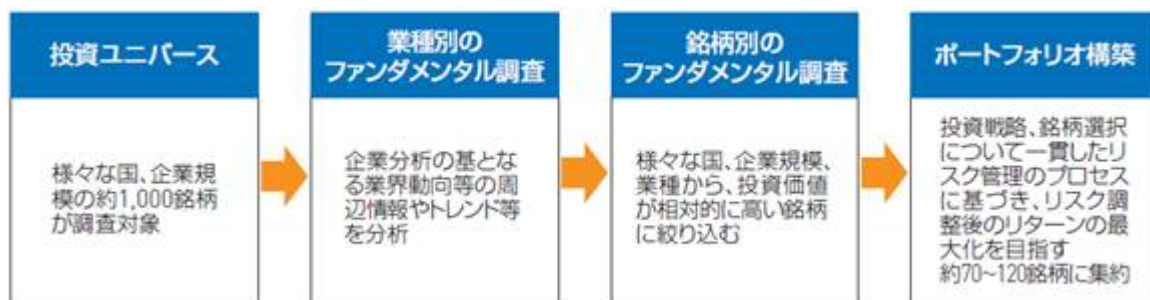 投資ユニバース
様々な国、企業規
模の約1,000銘柄
が調査対象
業種別の
ファンダメンタル調査
企業分析の基とな
る業界動向等の周
辺情報やトレンド等
を分析
銘柄別の
ファンダメンタル調査
様々な国、企業規模、
業種から、投資価値
が相対的に高い銘柄
に絞り込む
ポートフォリオ構築
投資戦略、銘柄選択
について一貫したリ
スク管理のプロセス
に基づき、リスク調
整後のリターンの最
大化を目指す
約70~120銘柄に集約